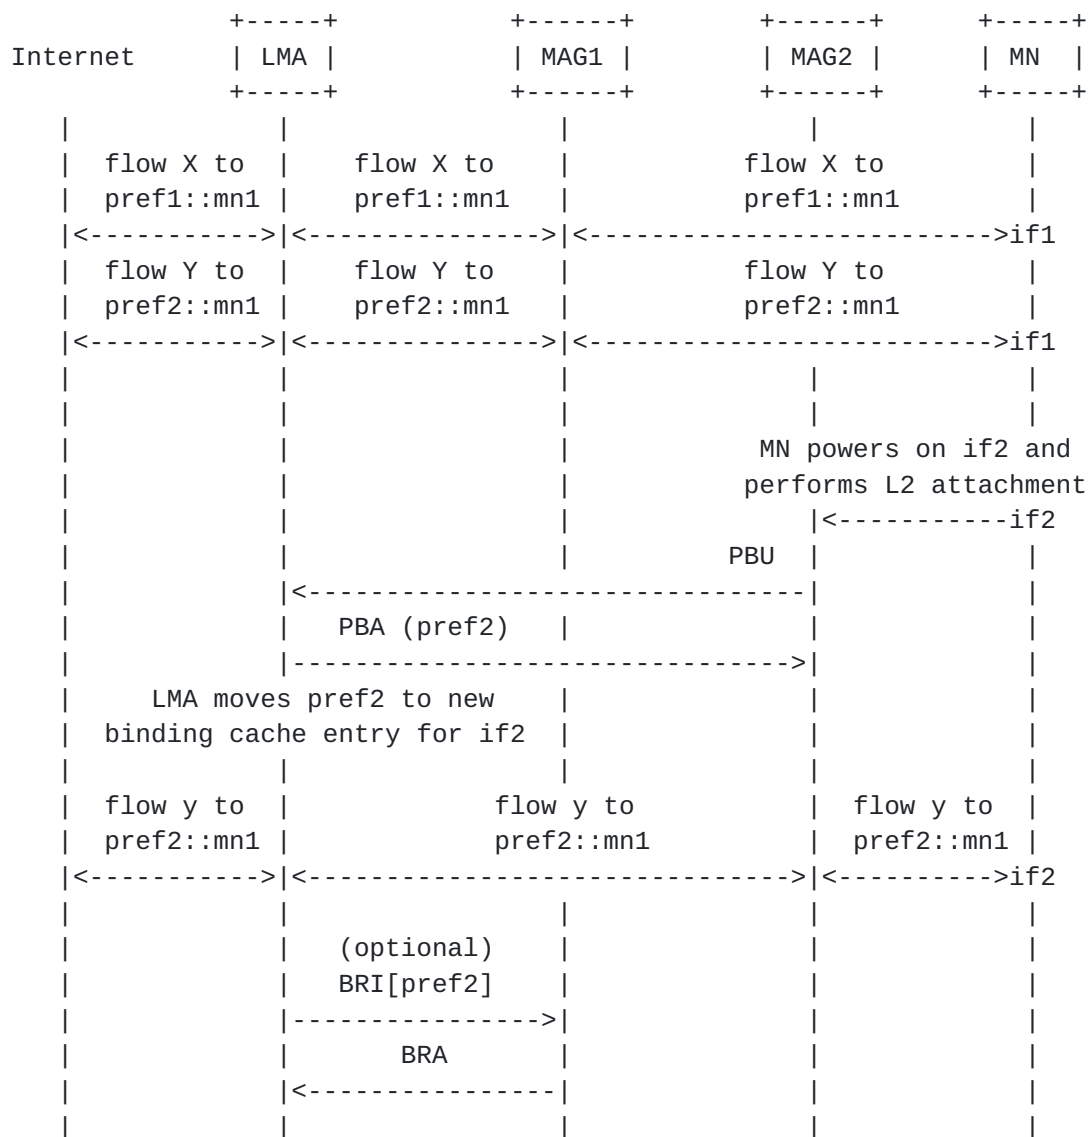 Internet LMA MAG1 MAG2 MN
flow X to flow X to flow X to
pref1::mn1 pref1::mn1 pref1::mn1
if1
flow Y to flow Y to flow Y to
pref2::mn1 pref2::mn1 pref2::mn1
if1
MN powers on if2 and
performs L2 attachment
if2
PBU
PBA (pref2)
LMA moves pref2 to new
binding cache entry for if2
flow y to flow y to flow y to
pref2::mn1 pref2::mn1 pref2::mn1
if2
(optional)
BRI[pref2]
BRA